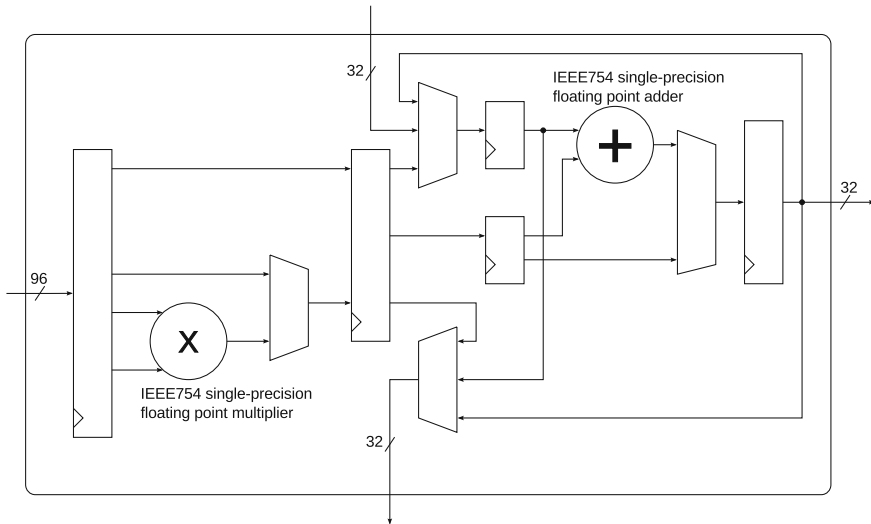 32
IEEE754 single-precision
floating point adder
+
32
96
X
IEEE754 single-precision
floating point multiplier
32